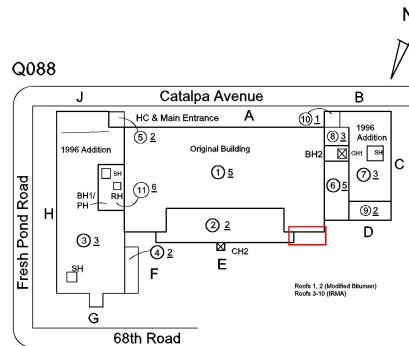 N
Q088
J
Catalpa Avenue
B
HC & Main Entrance
A
10 1
5 2
8 3
1996
Addition
1996 Addition
Original Building
BH2
CH1
SH
C
SH
1 5
7 3
BH1/
PH
RH
11 6
6 5
H
Fresh Pond Road
2 2
9 2
3 3
D
4 2
F
E
CH2
SH
G
Roofs 1, 2 (Modified Bitumen)
Roofs 3-10 (IRMA)
68th Road